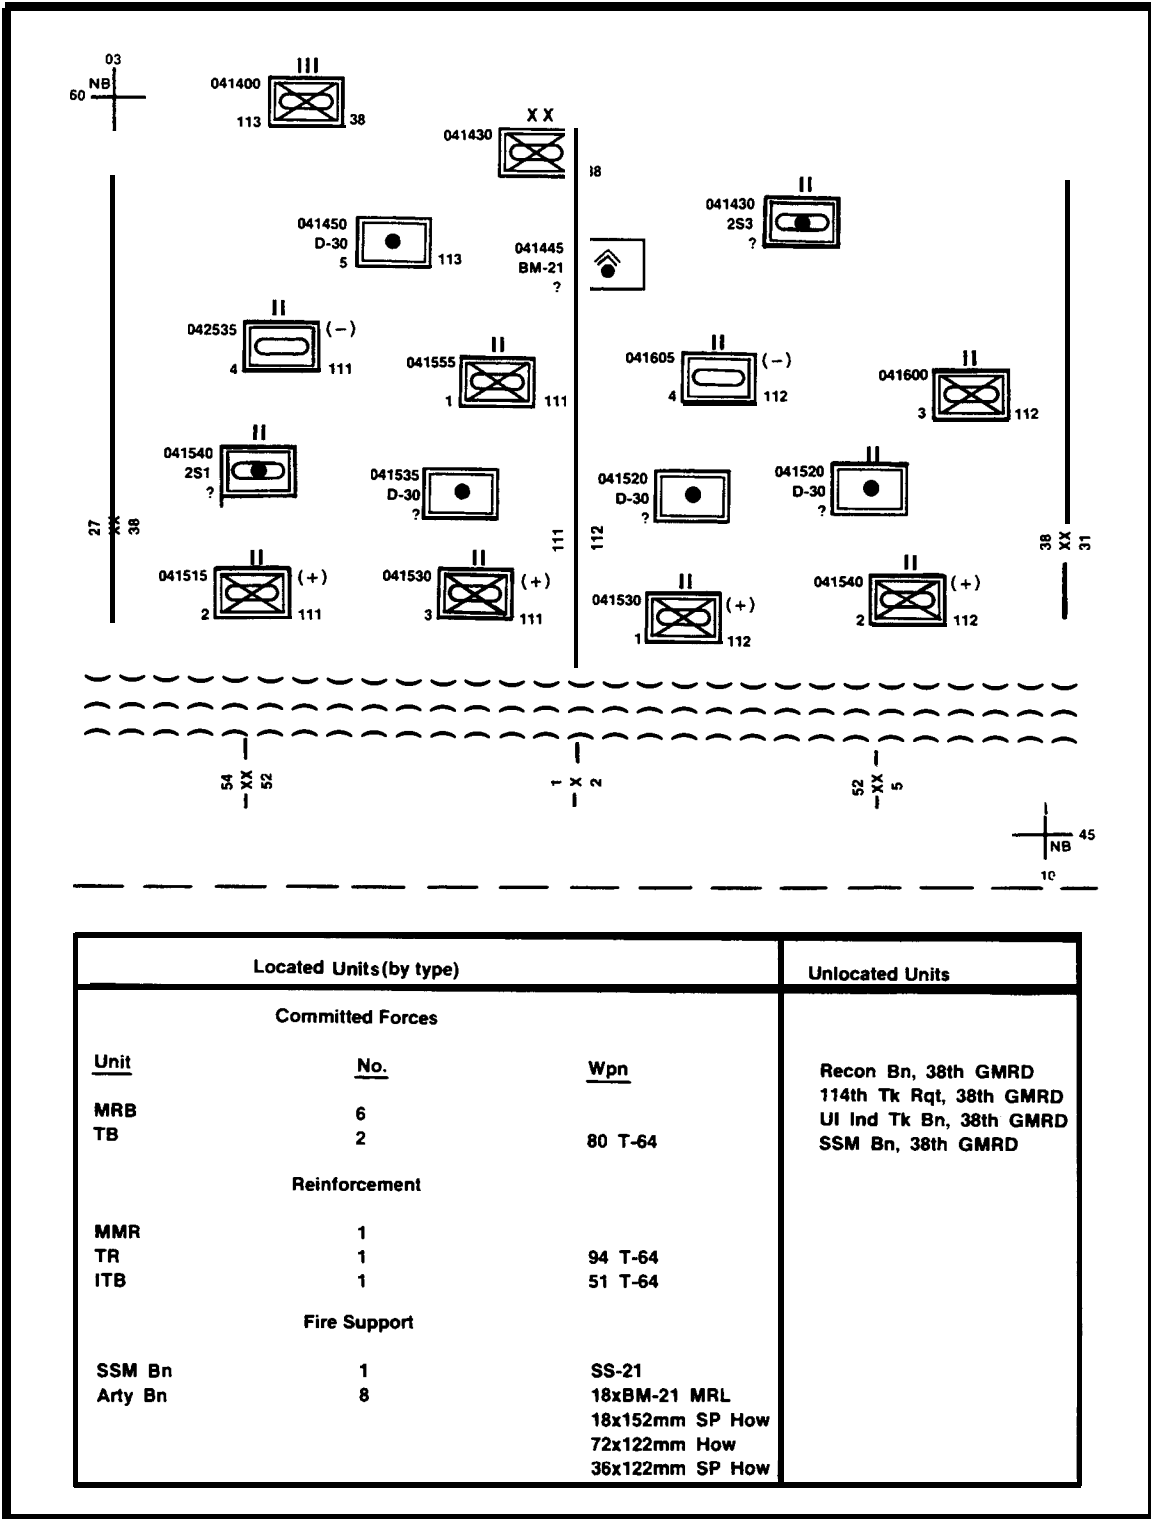 03
NB
60
041400
III
113
38
XX
041430
38
II
041430
2S3
?
041450
D-30
5
113
041445
BM-21
?
II
042535
(-)
4
111
II
041555
1
111
II
041605
(-)
4
112
II
041600
3
112
II
041540
2S1
?
041535
D-30
?
041520
D-30
?
II
041520
D-30
?
27
XX
38
111
112
38
XX
31
II
041515
(+)
2
111
II
041530
(+)
3
111
II
041530
(+)
1
112
II
041540
(+)
2
112
54
XX
52
1
X
2
52
XX
5
45
NB
10
Located Units (by type)
Unlocated Units
Committed Forces
Unit No. Wpn
MRB 6
TB 2 80 T-64
Reinforcement
MMR 1
TR 1 94 T-64
ITB 1 51 T-64
Fire Support
SSM Bn 1 SS-21
Arty Bn 8 18xBM-21 MRL
18x152mm SP How
72x122mm How
36x122mm SP How
Recon Bn, 38th GMRD
114th Tk Rqt, 38th GMRD
UI Ind Tk Bn, 38th GMRD
SSM Bn, 38th GMRD